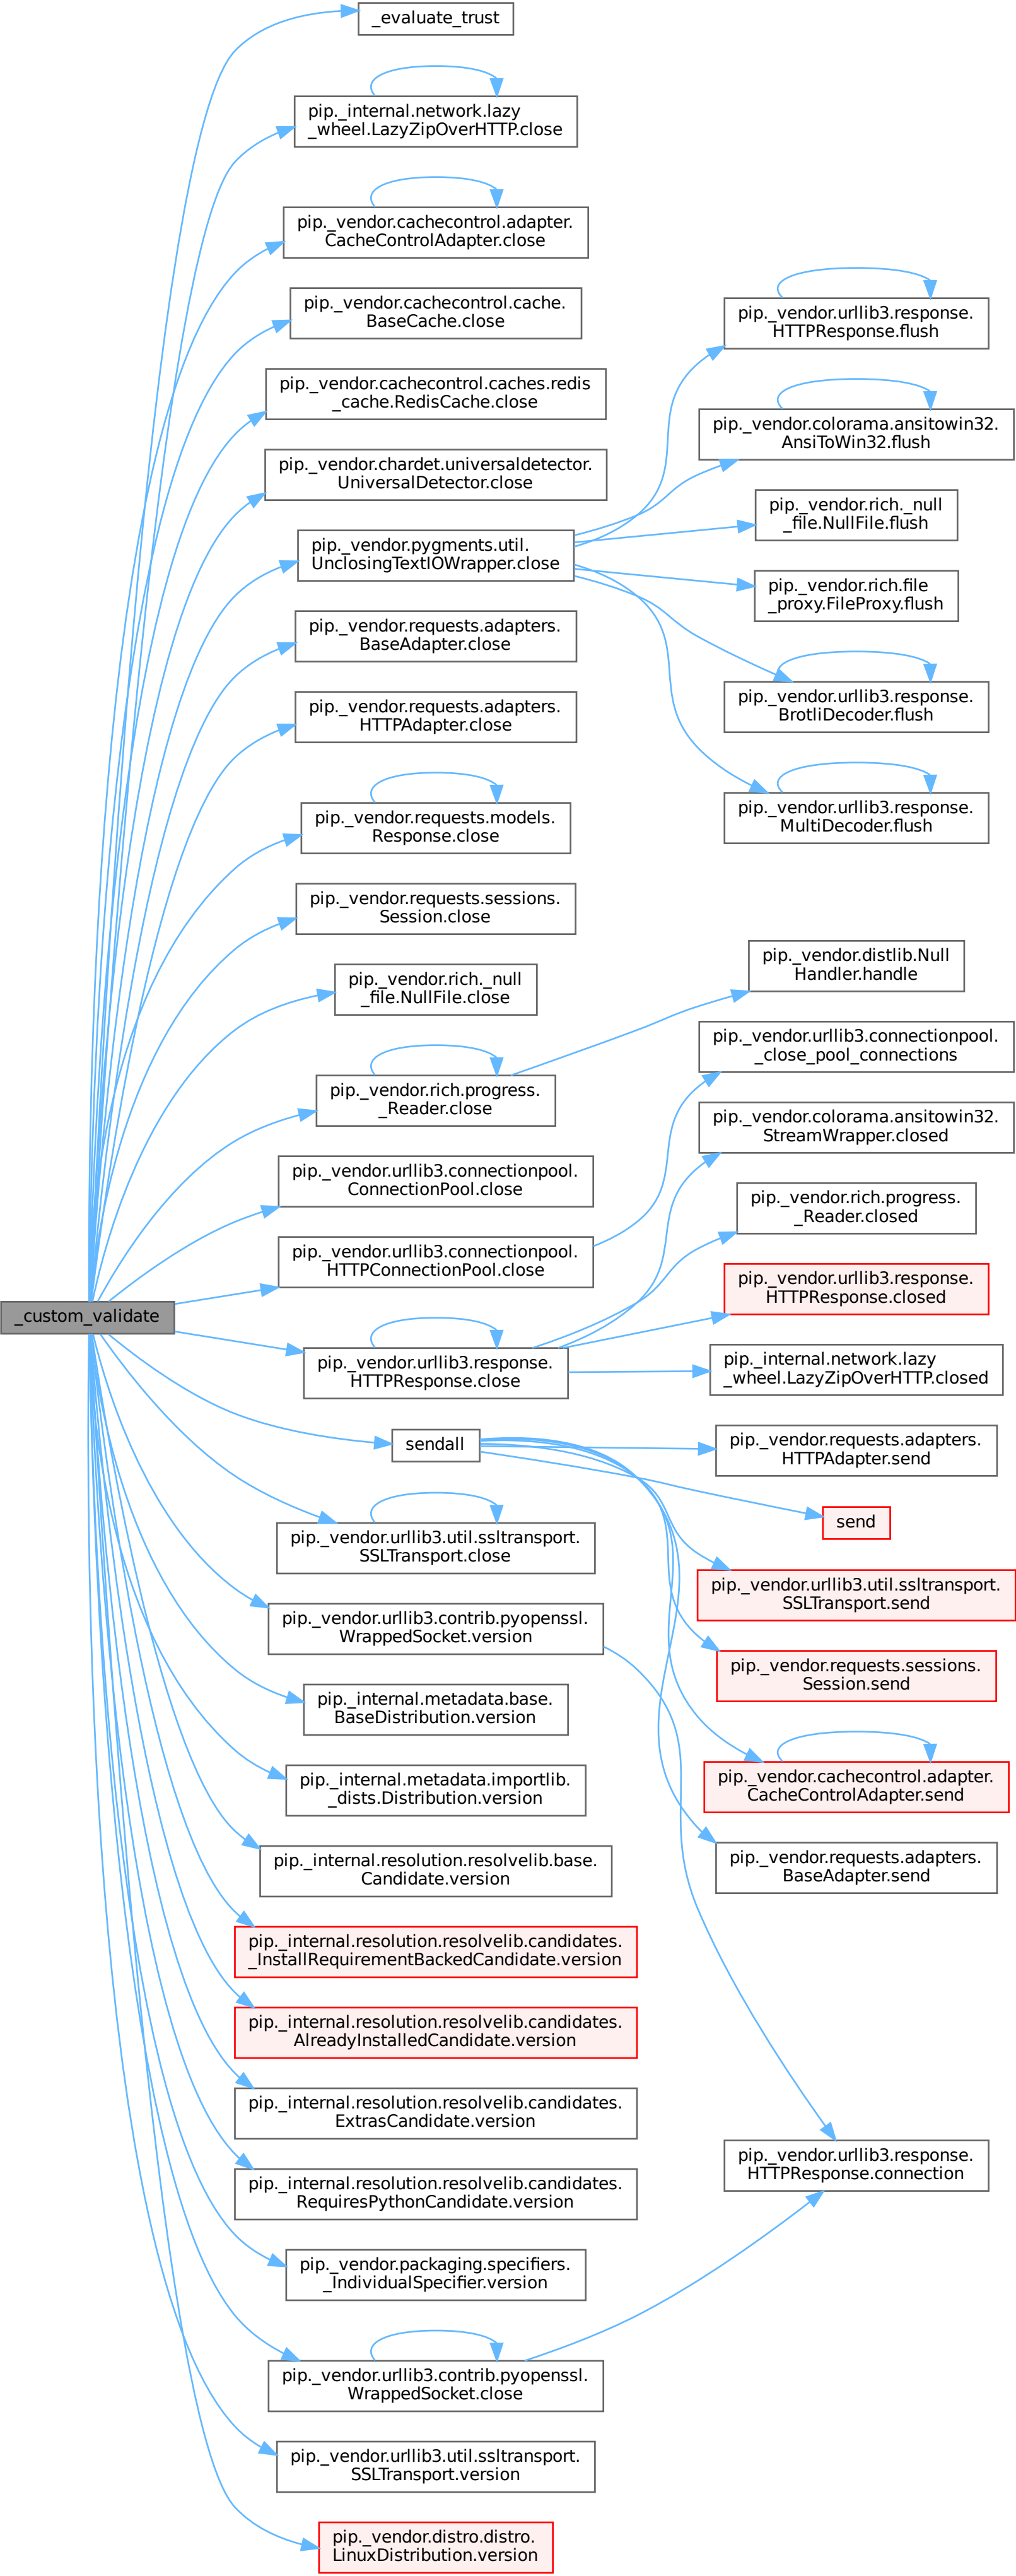 _custom_validate
_evaluate_trust
pip._internal.network.lazy
_wheel.LazyZipOverHTTP.close
pip._vendor.cachecontrol.adapter.
CacheControlAdapter.close
pip._vendor.cachecontrol.cache.
BaseCache.close
pip._vendor.cachecontrol.caches.redis
_cache.RedisCache.close
pip._vendor.chardet.universaldetector.
UniversalDetector.close
pip._vendor.pygments.util.
UnclosingTextIOWrapper.close
pip._vendor.requests.adapters.
BaseAdapter.close
pip._vendor.requests.adapters.
HTTPAdapter.close
pip._vendor.requests.models.
Response.close
pip._vendor.requests.sessions.
Session.close
pip._vendor.rich._null
_file.NullFile.close
pip._vendor.rich.progress.
_Reader.close
pip._vendor.urllib3.connectionpool.
ConnectionPool.close
pip._vendor.urllib3.connectionpool.
HTTPConnectionPool.close
pip._vendor.urllib3.response.
HTTPResponse.close
sendall
pip._vendor.urllib3.util.ssltransport.
SSLTransport.close
pip._vendor.urllib3.contrib.pyopenssl.
WrappedSocket.version
pip._internal.metadata.base.
BaseDistribution.version
pip._internal.metadata.importlib.
_dists.Distribution.version
pip._internal.resolution.resolvelib.base.
Candidate.version
pip._internal.resolution.resolvelib.candidates.
_InstallRequirementBackedCandidate.version
pip._internal.resolution.resolvelib.candidates.
AlreadyInstalledCandidate.version
pip._internal.resolution.resolvelib.candidates.
ExtrasCandidate.version
pip._internal.resolution.resolvelib.candidates.
RequiresPythonCandidate.version
pip._vendor.packaging.specifiers.
_IndividualSpecifier.version
pip._vendor.urllib3.contrib.pyopenssl.
WrappedSocket.close
pip._vendor.urllib3.util.ssltransport.
SSLTransport.version
pip._vendor.distro.distro.
LinuxDistribution.version
pip._vendor.urllib3.response.
HTTPResponse.flush
pip._vendor.colorama.ansitowin32.
AnsiToWin32.flush
pip._vendor.rich._null
_file.NullFile.flush
pip._vendor.rich.file
_proxy.FileProxy.flush
pip._vendor.urllib3.response.
BrotliDecoder.flush
pip._vendor.urllib3.response.
MultiDecoder.flush
pip._vendor.distlib.Null
Handler.handle
pip._vendor.urllib3.connectionpool.
_close_pool_connections
pip._vendor.colorama.ansitowin32.
StreamWrapper.closed
pip._vendor.rich.progress.
_Reader.closed
pip._vendor.urllib3.response.
HTTPResponse.closed
pip._internal.network.lazy
_wheel.LazyZipOverHTTP.closed
pip._vendor.requests.adapters.
HTTPAdapter.send
send
pip._vendor.urllib3.util.ssltransport.
SSLTransport.send
pip._vendor.requests.sessions.
Session.send
pip._vendor.cachecontrol.adapter.
CacheControlAdapter.send
pip._vendor.requests.adapters.
BaseAdapter.send
pip._vendor.urllib3.response.
HTTPResponse.connection